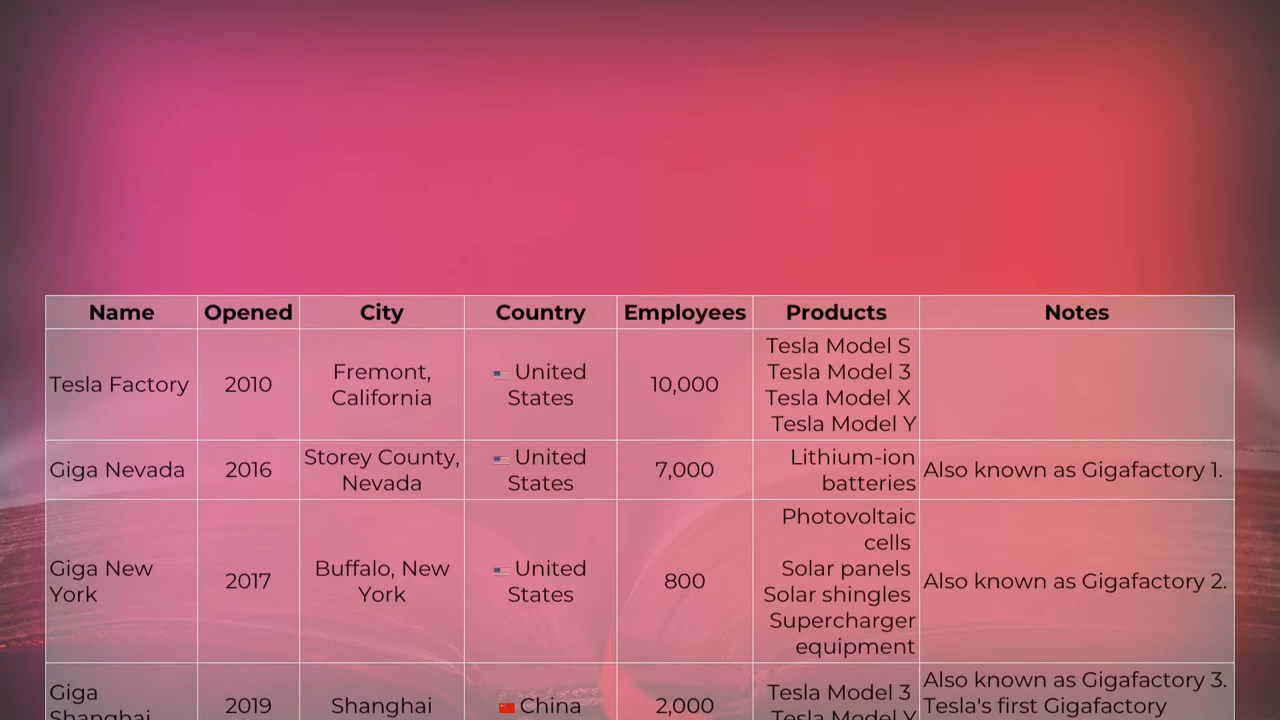 Name Opened City Country Employees Products Notes
Tesla Factory 2010 Fremont, California United States 10,000 Tesla Model S
Tesla Model 3
Tesla Model X
Tesla Model Y
Giga Nevada 2016 Storey County, Nevada United States 7,000 Lithium-ion batteries Also known as Gigafactory 1.
Giga New York 2017 Buffalo, New York United States 800 Photovoltaic cells
Solar panels
Solar shingles
Supercharger equipment
Also known as Gigafactory 2.
Giga Shanghai 2019 Shanghai China 2,000 Tesla Model 3
Tesla Model Y
Also known as Gigafactory 3.
Tesla's first Gigafactory